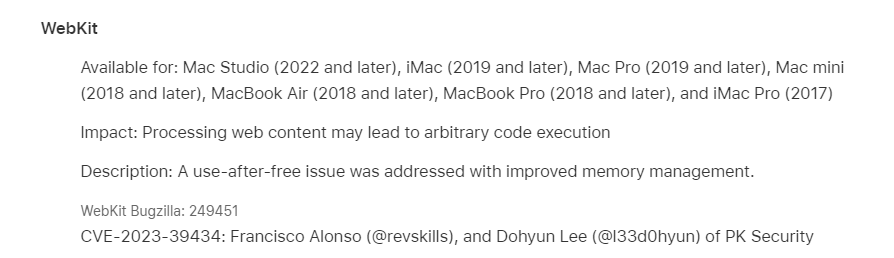 WebKit
Available for: Mac Studio (2022 and later), iMac (2019 and later), Mac Pro (2019 and later), Mac mini
(2018 and later), MacBook Air (2018 and later), MacBook Pro (2018 and later), and iMac Pro (2017)
Impact: Processing web content may lead to arbitrary code execution
Description: A use-after-free issue was addressed with improved memory management.
WebKit Bugzilla: 249451
CVE-2023-39434: Francisco Alonso (@revskills), and Dohyun Lee (@l33d0hyun) of PK Security